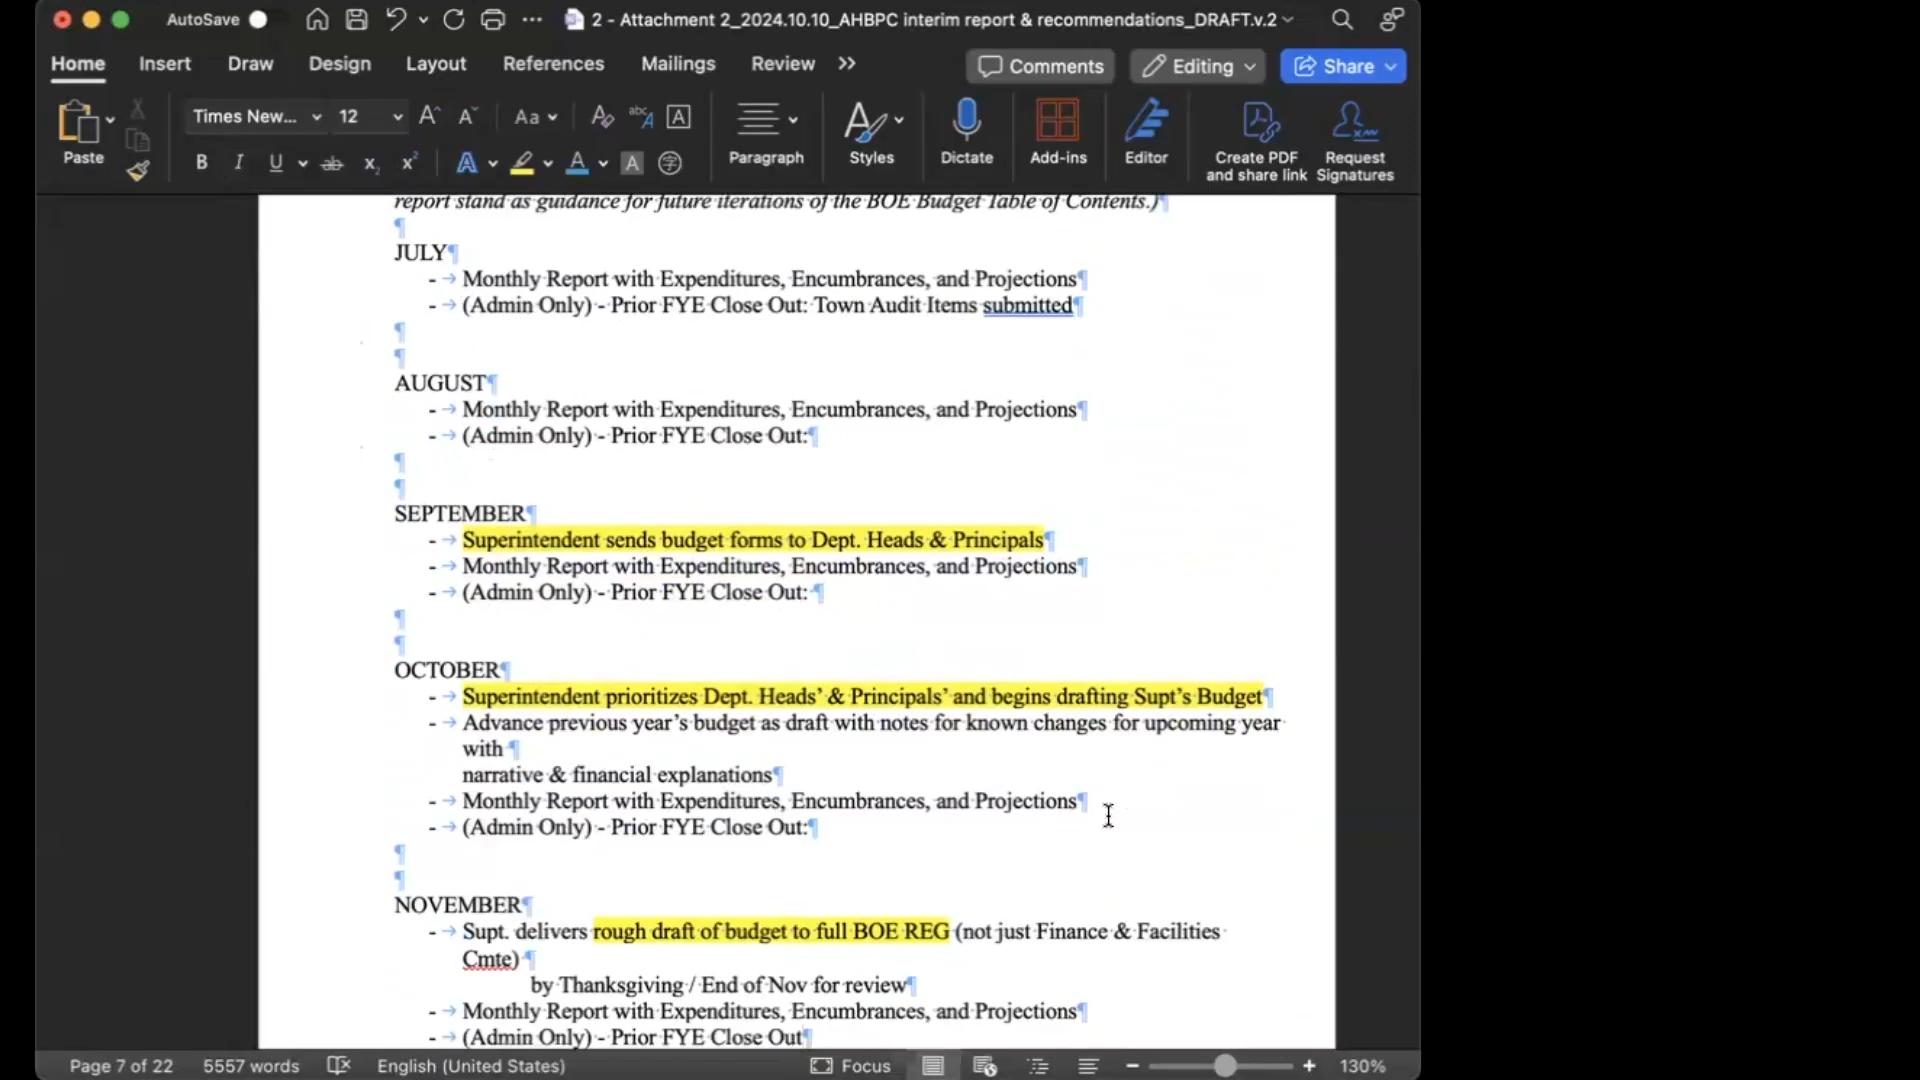 AutoSave
2 - Attachment 2_2024.10.10_AHBPC interim report & recommendations_DRAFT.v.2
Home Insert Draw Design Layout References Mailings Review >> Comments Editing Share
Paste
Times New... 12
Aa
Paragraph
Styles
Dictate
Add-ins
Editor
Create PDF and share link
Request Signatures
report stand as guidance for future iterations of the BOE Budget Table of Contents.)
JULY
- Monthly Report with Expenditures, Encumbrances, and Projections
- (Admin Only) - Prior FYE Close Out: Town Audit Items submitted
AUGUST
- Monthly Report with Expenditures, Encumbrances, and Projections
- (Admin Only) - Prior FYE Close Out:
SEPTEMBER
- Superintendent sends budget forms to Dept. Heads & Principals
- Monthly Report with Expenditures, Encumbrances, and Projections
- (Admin Only) - Prior FYE Close Out:
OCTOBER
- Superintendent prioritizes Dept. Heads' & Principals' and begins drafting Supt's Budget
- Advance previous year's budget as draft with notes for known changes for upcoming year
with
narrative & financial explanations
- Monthly Report with Expenditures, Encumbrances, and Projections
- (Admin Only) - Prior FYE Close Out:
NOVEMBER
- Supt. delivers rough draft of budget to full BOE REG (not just Finance & Facilities
Cmte)
by Thanksgiving / End of Nov for review
- Monthly Report with Expenditures, Encumbrances, and Projections
- (Admin Only) - Prior FYE Close Out
Page 7 of 22 5557 words English (United States) Focus 130%